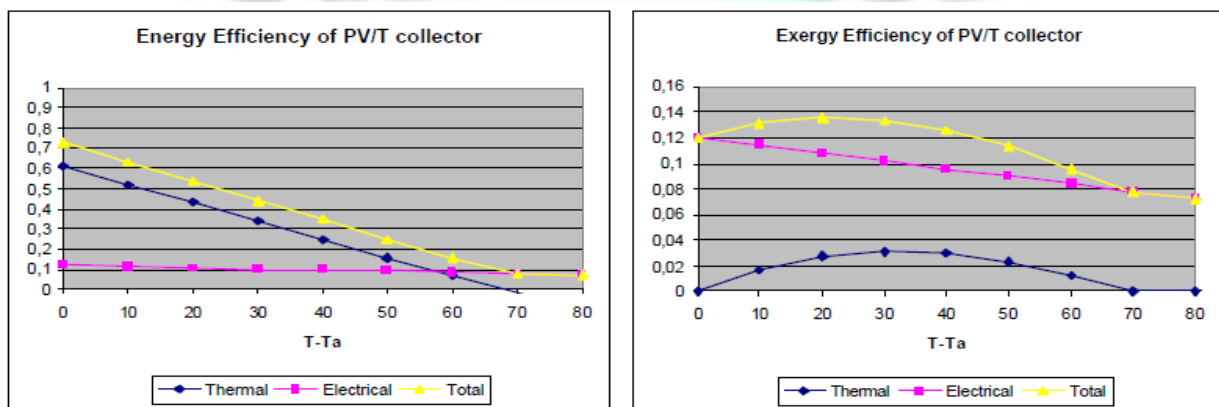 Energy Efficiency of PV/T collector
1
0,9
0,8
0,7
0,6
0,5
0,4
0,3
0,2
0,1
0
0 10 20 30 40 50 60 70 80
T-Ta
Thermal Electrical Total
Exergy Efficiency of PV/T collector
0,16
0,14
0,12
0,1
0,08
0,06
0,04
0,02
0
0 10 20 30 40 50 60 70 80
T-Ta
Thermal Electrical Total